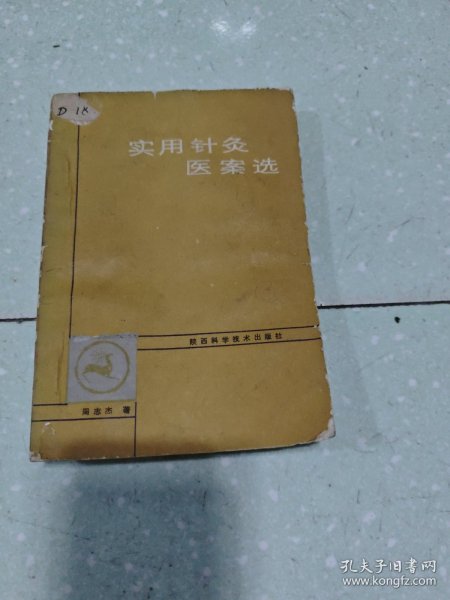 D 18
实用针灸
医案选
陕西科学技术出版社
周志杰 著
孔夫子旧书网
www.kongfz.com